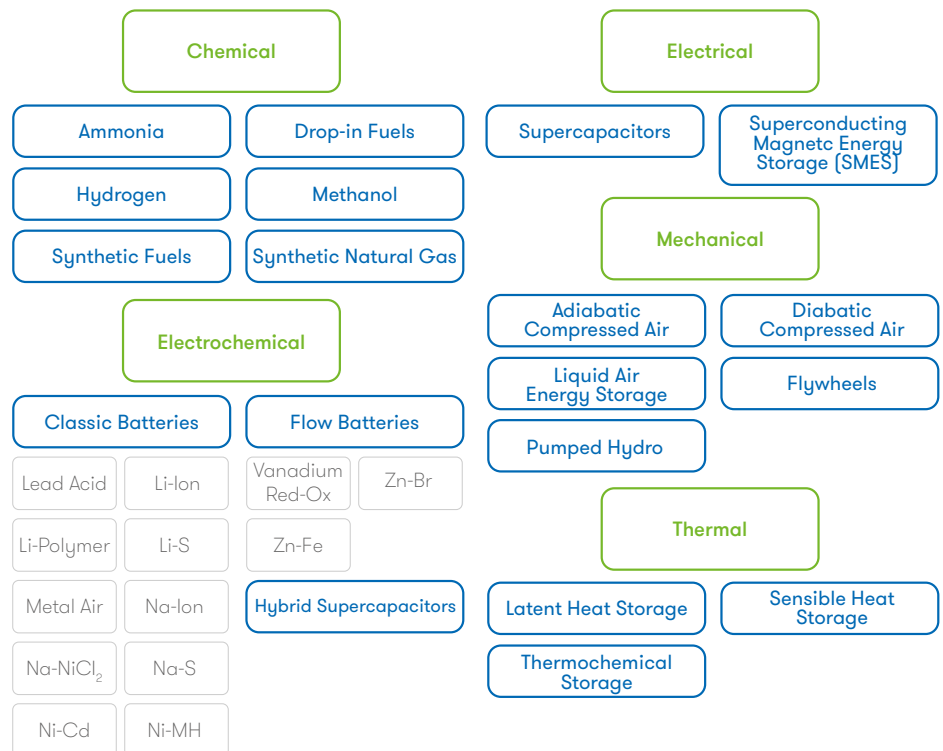 Chemical
Ammonia
Drop-in Fuels
Hydrogen
Methanol
Synthetic Fuels
Synthetic Natural Gas
Electrochemical
Classic Batteries
Flow Batteries
Lead Acid
Li-Ion
Vanadium
Red-Ox
Zn-Br
Li-Polymer
Li-S
Zn-Fe
Metal Air
Na-Ion
Hybrid Supercapacitors
Na-NiCl₂
Na-S
Ni-Cd
Ni-MH
Electrical
Supercapacitors
Superconducting
Magnetc Energy
Storage (SMES)
Mechanical
Adiabatic
Compressed Air
Diabatic
Compressed Air
Liquid Air
Energy Storage
Flywheels
Pumped Hydro
Thermal
Latent Heat Storage
Sensible Heat
Storage
Thermochemical
Storage